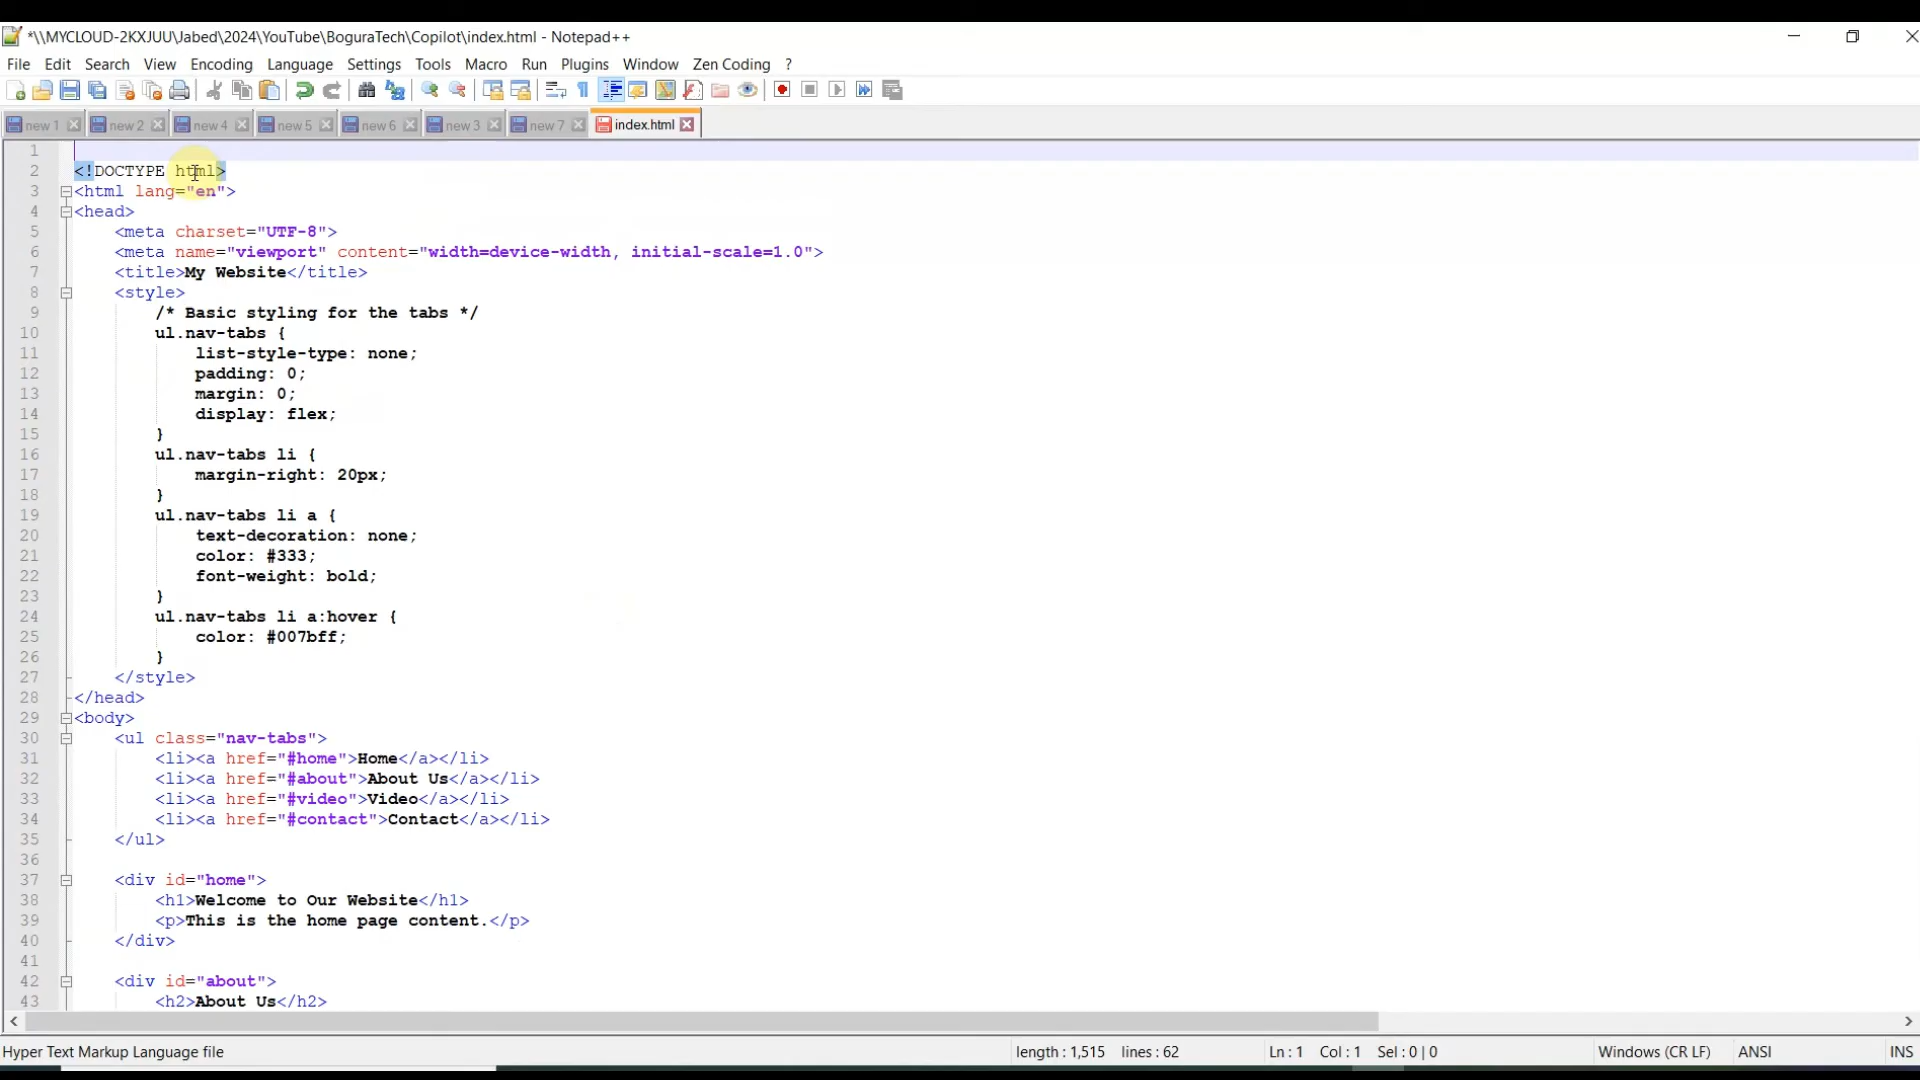 *\\MYCLOUD-2KXJUU\Jabed\2024\YouTube\BoguraTech\Copilot\index.html - Notepad++
File Edit Search View Encoding Language Settings Tools Macro Run Plugins Window Zen Coding ?
new 1 new 2 new 4 new 5 new 6 new 3 new 7 index.html
1
2 <!DOCTYPE html>
3 <html lang="en">
4 <head>
5 <meta charset="UTF-8">
6 <meta name="viewport" content="width=device-width, initial-scale=1.0">
7 <title>My Website</title>
8 <style>
9 /* Basic styling for the tabs */
10 ul.nav-tabs {
11 list-style-type: none;
12 padding: 0;
13 margin: 0;
14 display: flex;
15 }
16 ul.nav-tabs li {
17 margin-right: 20px;
18 }
19 ul.nav-tabs li a {
20 text-decoration: none;
21 color: #333;
22 font-weight: bold;
23 }
24 ul.nav-tabs li a:hover {
25 color: #007bff;
26 }
27 </style>
28 </head>
29 <body>
30 <ul class="nav-tabs">
31 <li><a href="#home">Home</a></li>
32 <li><a href="#about">About Us</a></li>
33 <li><a href="#video">Video</a></li>
34 <li><a href="#contact">Contact</a></li>
35 </ul>
36
37 <div id="home">
38 <h1>Welcome to Our Website</h1>
39 <p>This is the home page content.</p>
40 </div>
41
42 <div id="about">
43 <h2>About Us</h2>
Hyper Text Markup Language file length : 1,515 lines : 62 Ln : 1 Col : 1 Sel : 0 | 0 Windows (CR LF) ANSI INS